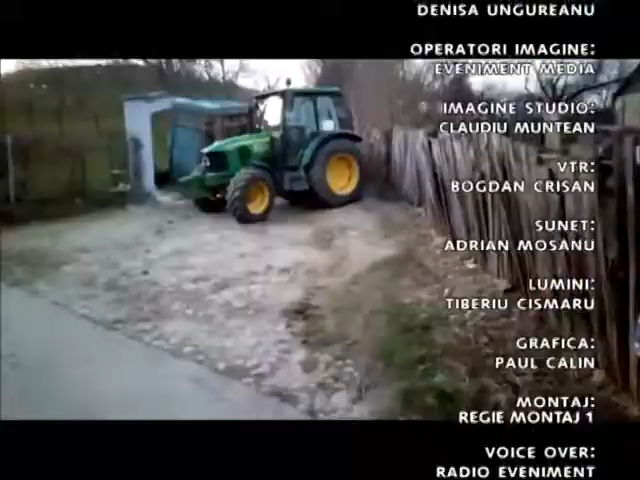 DENISA UNGUREANU
OPERATORI IMAGINE:
EVENIMENT MEDIA
IMAGINE STUDIO:
CLAUDIU MUNTEAN
VTR:
BOGDAN CRISAN
SUNET:
ADRIAN MOSANU
LUMINI:
TIBERIU CISMARU
GRAFICA:
PAUL CALIN
MONTAJ:
REGIE MONTAJ 1
VOICE OVER:
RADIO EVENIMENT